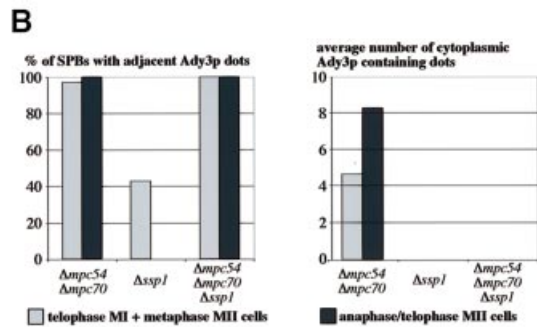 B
% of SPBs with adjacent Ady3p dots
100
80
60
40
20
0
Δmpc54
Δmpc70
Δssp1
Δmpc54
Δmpc70
Δssp1
average number of cytoplasmic
Ady3p containing dots
10
8
6
4
2
0
Δmpc54
Δmpc70
Δssp1
Δmpc54
Δmpc70
Δssp1
telophase MI + metaphase MII cells
anaphase/telophase MII cells